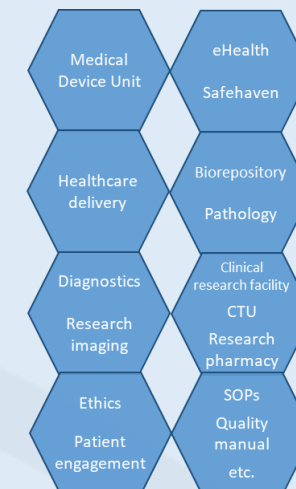 Medical
Device Unit
eHealth
Safehaven
Healthcare
delivery
Biorepository
Pathology
Diagnostics
Research
imaging
Clinical
research facility
CTU
Research
pharmacy
Ethics
Patient
engagement
SOPs
Quality
manual
etc.